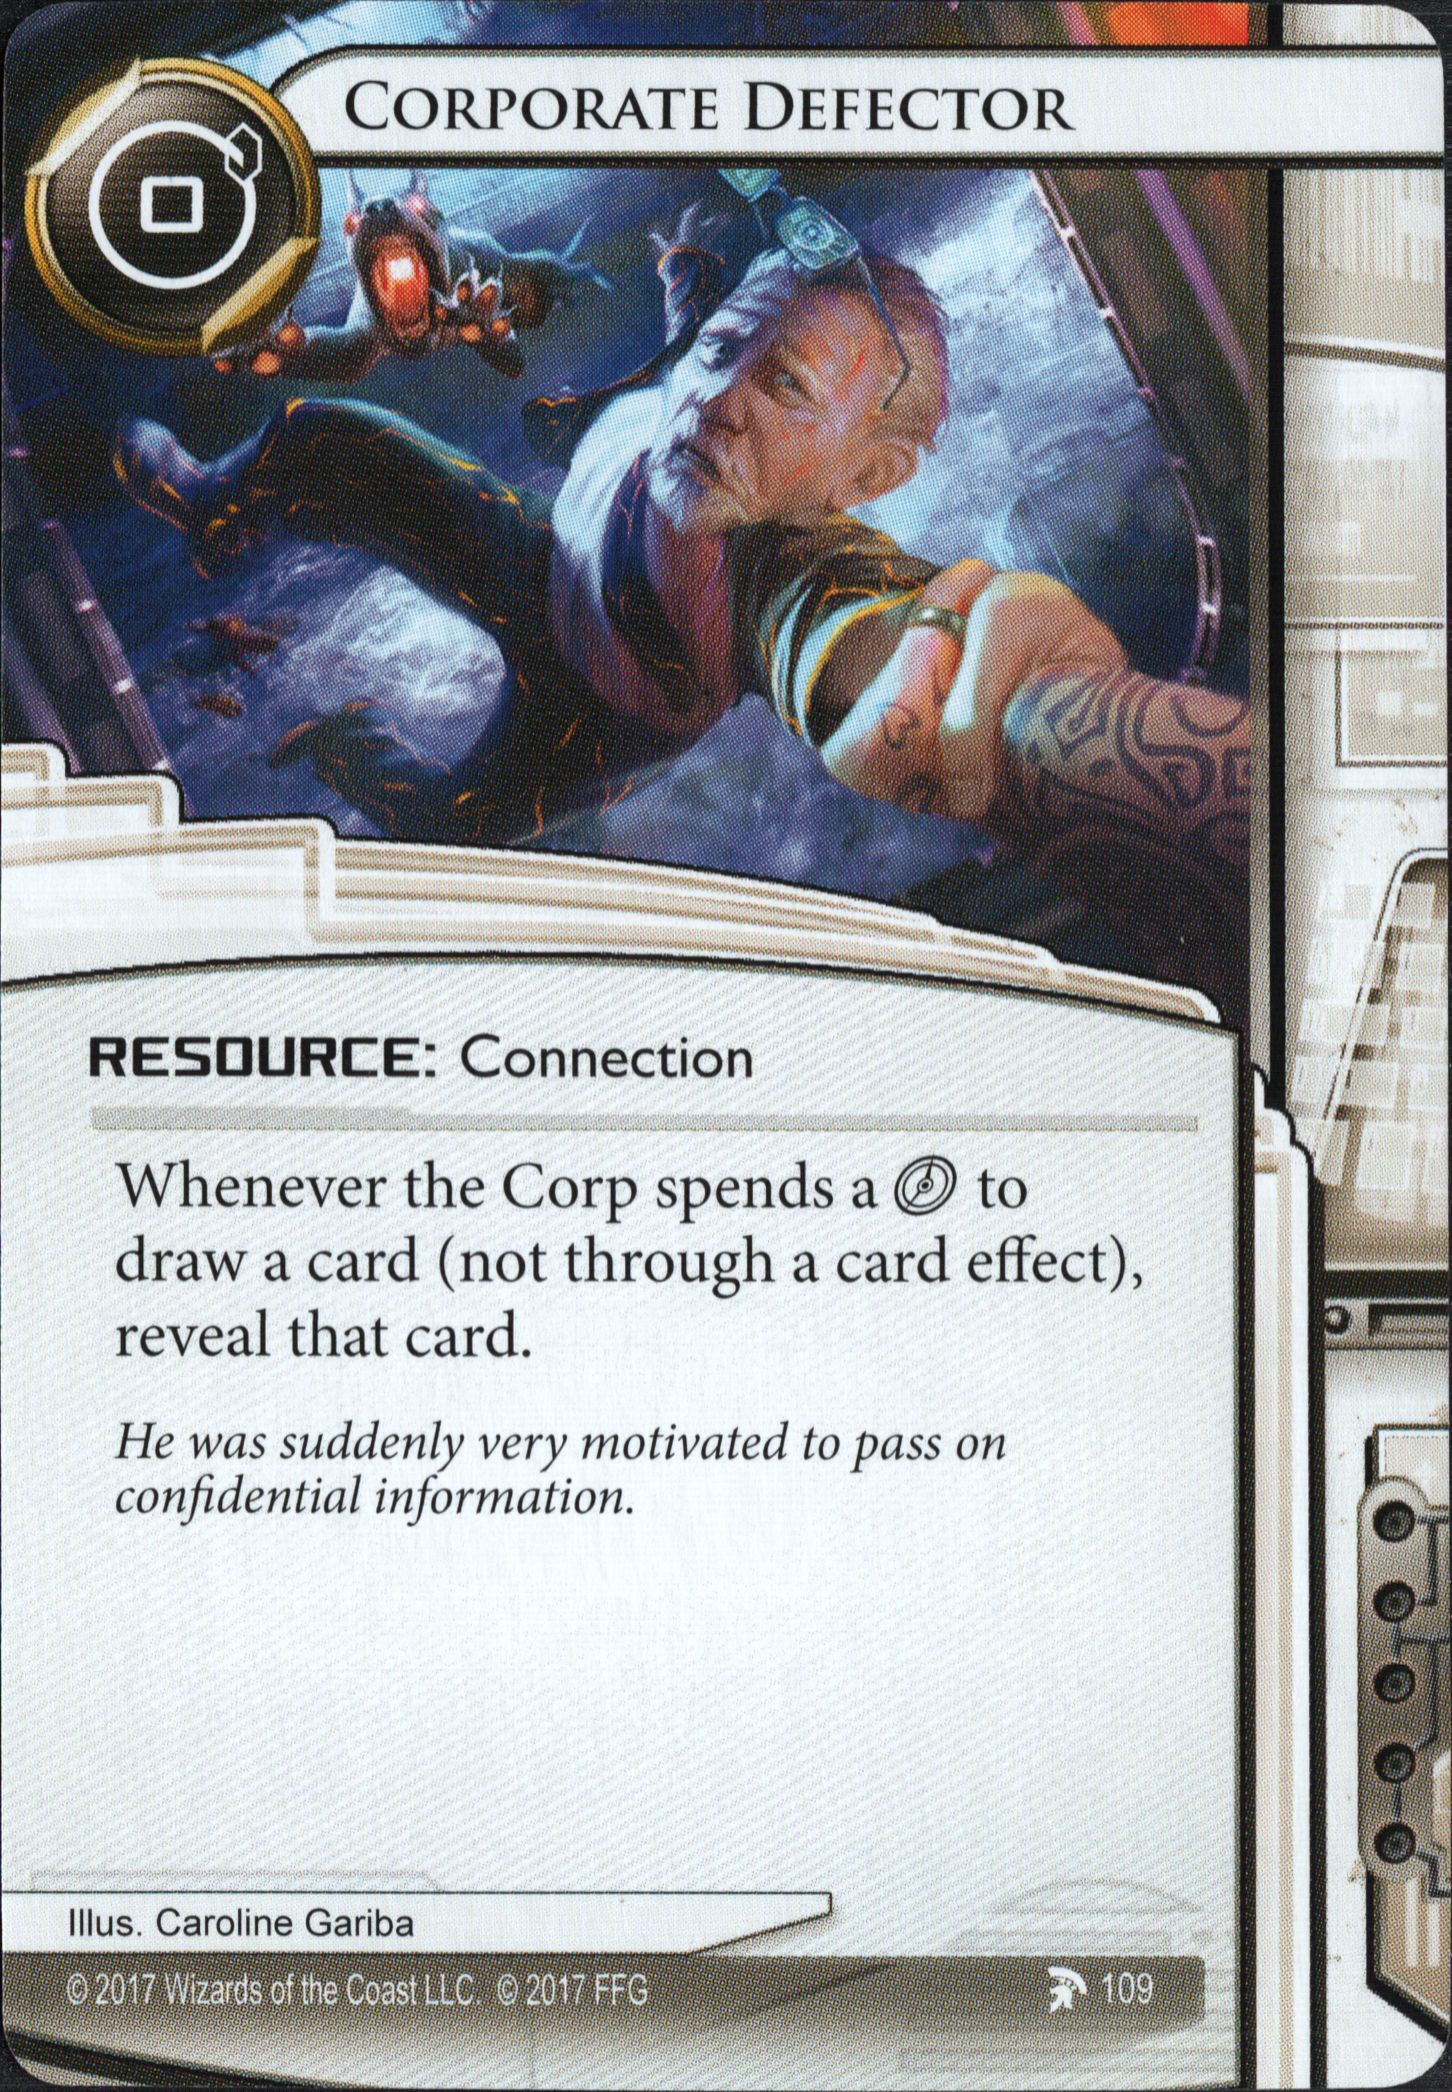 CORPORATE DEFECTOR
0
RESOURCE: Connection
Whenever the Corp spends a to
draw a card (not through a card effect),
reveal that card.
He was suddenly very motivated to pass on
confidential information.
Illus. Caroline Gariba
© 2017 Wizards of the Coast LLC. © 2017 FFG
109